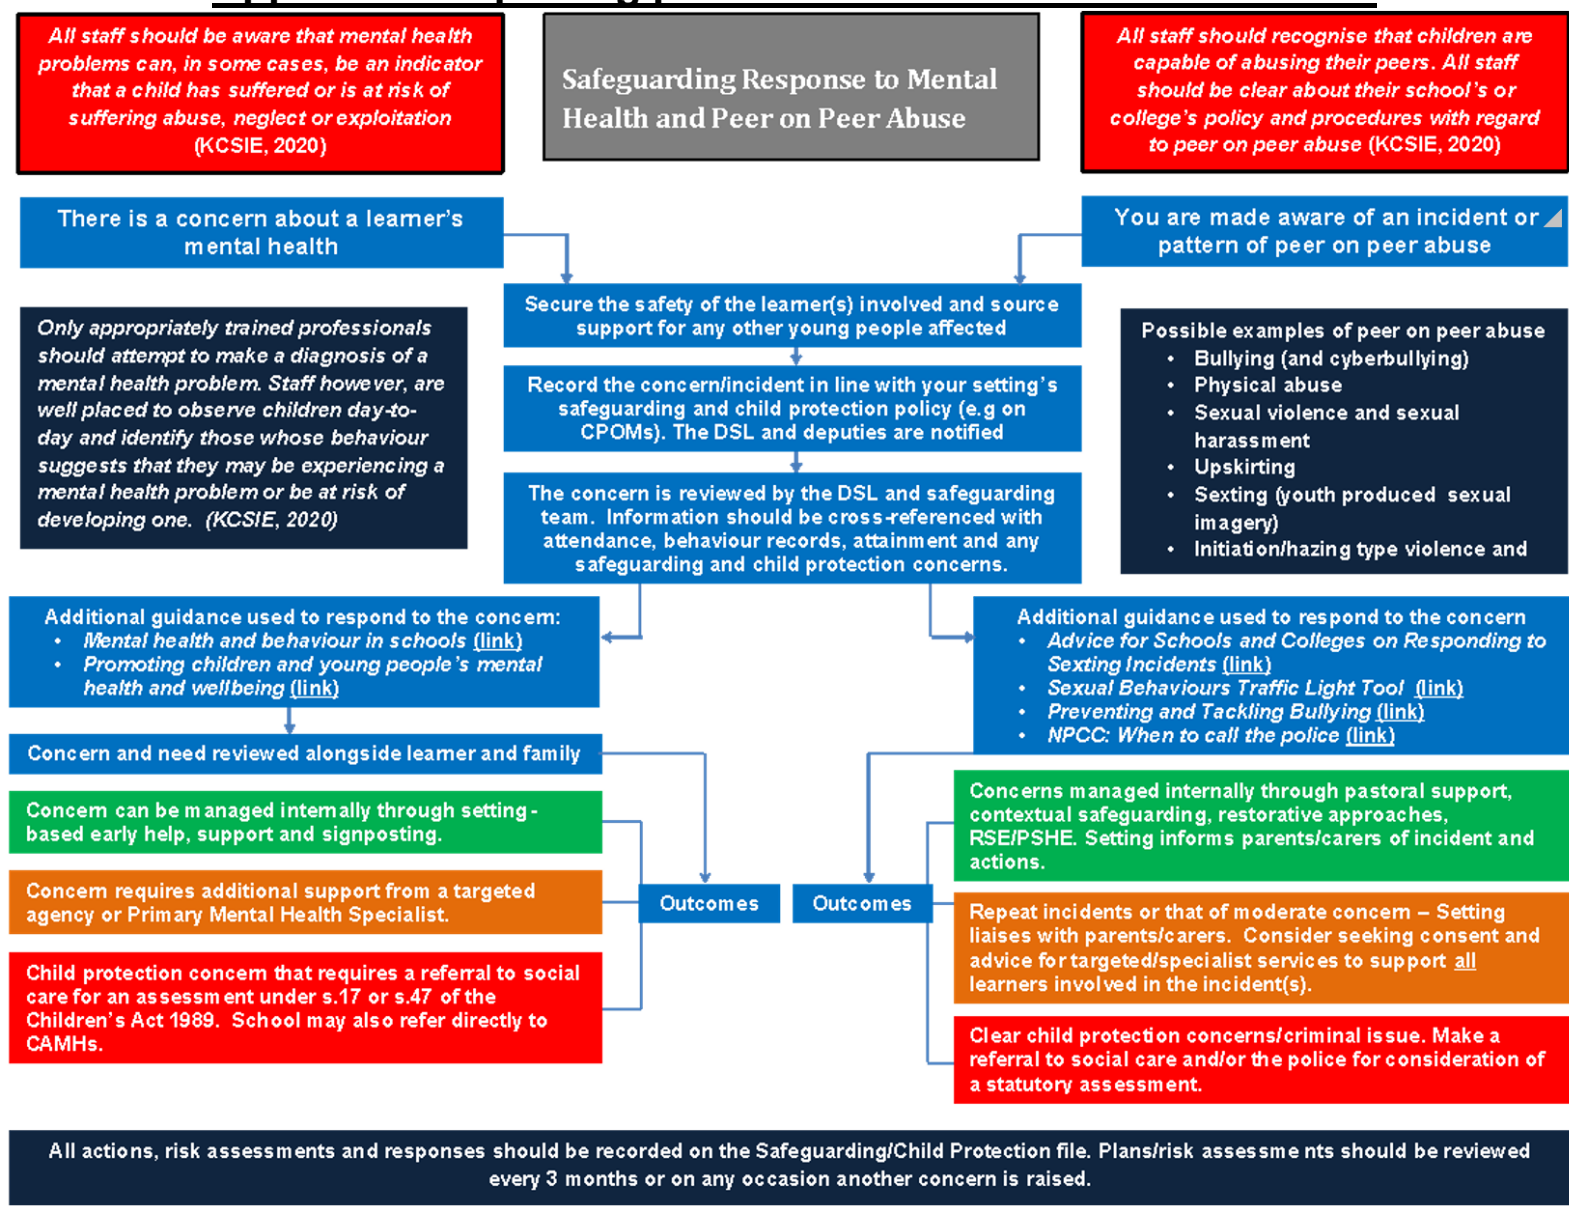 All staff should be aware that mental health
problems can, in some cases, be an indicator
that a child has suffered or is at risk of
suffering abuse, neglect or exploitation
(KCSIE, 2020)
Safeguarding Response to Mental
Health and Peer on Peer Abuse
All staff should recognise that children are
capable of abusing their peers. All staff
should be clear about their school's or
college's policy and procedures with regard
to peer on peer abuse (KCSIE, 2020)
There is a concern about a learner's
mental health
You are made aware of an incident or
pattern of peer on peer abuse
Secure the safety of the learner(s) involved and source
support for any other young people affected
Only appropriately trained professionals
should attempt to make a diagnosis of a
mental health problem. Staff however, are
well placed to observe children day-to-
day and identify those whose behaviour
suggests that they may be experiencing a
mental health problem or be at risk of
developing one. (KCSIE, 2020)
Record the concern/incident in line with your setting's
safeguarding and child protection policy (e.g on
CPOMs). The DSL and deputies are notified
Possible examples of peer on peer abuse
• Bullying (and cyberbullying)
• Physical abuse
• Sexual violence and sexual
harassment
• Upskirting
• Sexting (youth produced sexual
imagery)
• Initiation/hazing type violence and
The concern is reviewed by the DSL and safeguarding
team. Information should be cross-referenced with
attendance, behaviour records, attainment and any
safeguarding and child protection concerns.
Additional guidance used to respond to the concern:
• Mental health and behaviour in schools (link)
• Promoting children and young people's mental
health and wellbeing (link)
Additional guidance used to respond to the concern
• Advice for Schools and Colleges on Responding to
Sexting Incidents (link)
• Sexual Behaviours Traffic Light Tool (link)
• Preventing and Tackling Bullying (link)
• NPCC: When to call the police (link)
Concern and need reviewed alongside learner and family
Concern can be managed internally through setting-
based early help, support and signposting.
Concern requires additional support from a targeted
agency or Primary Mental Health Specialist.
Child protection concern that requires a referral to social
care for an assessment under s.17 or s.47 of the
Children's Act 1989. School may also refer directly to
CAMHs.
Outcomes
Outcomes
Concerns managed internally through pastoral support,
contextual safeguarding, restorative approaches,
RSE/PSHE. Setting informs parents/carers of incident and
actions.
Repeat incidents or that of moderate concern – Setting
liaises with parents/carers. Consider seeking consent and
advice for targeted/specialist services to support all
learners involved in the incident(s).
Clear child protection concerns/criminal issue. Make a
referral to social care and/or the police for consideration of
a statutory assessment.
All actions, risk assessments and responses should be recorded on the Safeguarding/Child Protection file. Plans/risk assessments should be reviewed
every 3 months or on any occasion another concern is raised.